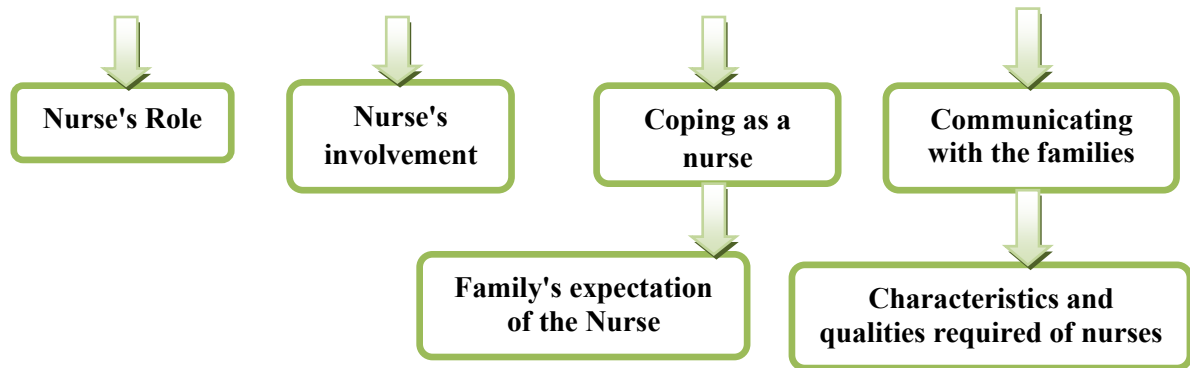 Nurse's Role
Nurse's
involvement
Coping as a
nurse
Communicating
with the families
Family's expectation
of the Nurse
Characteristics and
qualities required of nurses